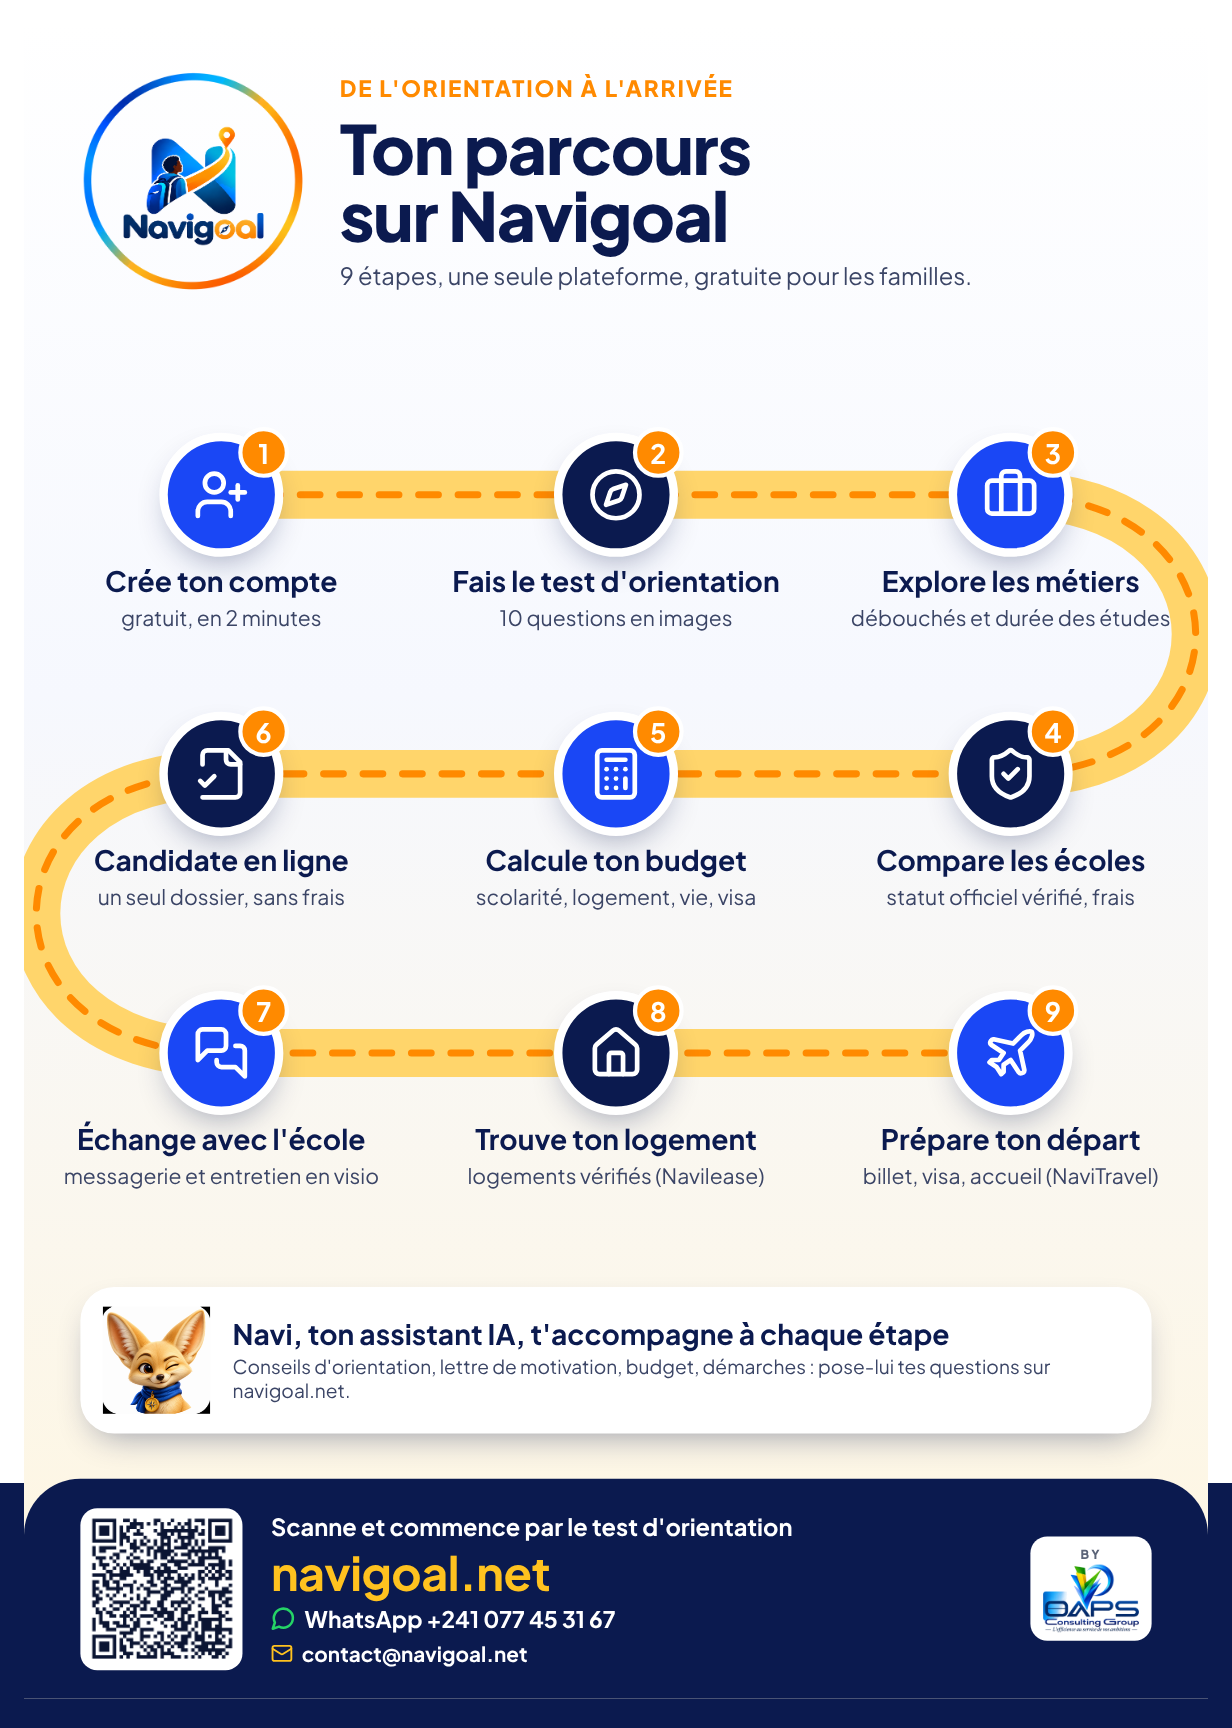 Navigoal
DE L'ORIENTATION À L'ARRIVÉE
Ton parcours
sur Navigoal
9 étapes, une seule plateforme, gratuite pour les familles.
1
Crée ton compte
gratuit, en 2 minutes
2
Fais le test d'orientation
10 questions en images
3
Explore les métiers
débouchés et durée des études
4
Compare les écoles
statut officiel vérifié, frais
5
Calcule ton budget
scolarité, logement, vie, visa
6
Candidate en ligne
un seul dossier, sans frais
7
Échange avec l'école
messagerie et entretien en visio
8
Trouve ton logement
logements vérifiés (Navilease)
9
Prépare ton départ
billet, visa, accueil (NaviTravel)
Navi, ton assistant IA, t'accompagne à chaque étape
Conseils d'orientation, lettre de motivation, budget, démarches : pose-lui tes questions sur
navigoal.net.
Scanne et commence par le test d'orientation
navigoal.net
WhatsApp +241 077 45 31 67
contact@navigoal.net
BY
OAPS
Consulting Group
L'efficience au service de vos ambitions